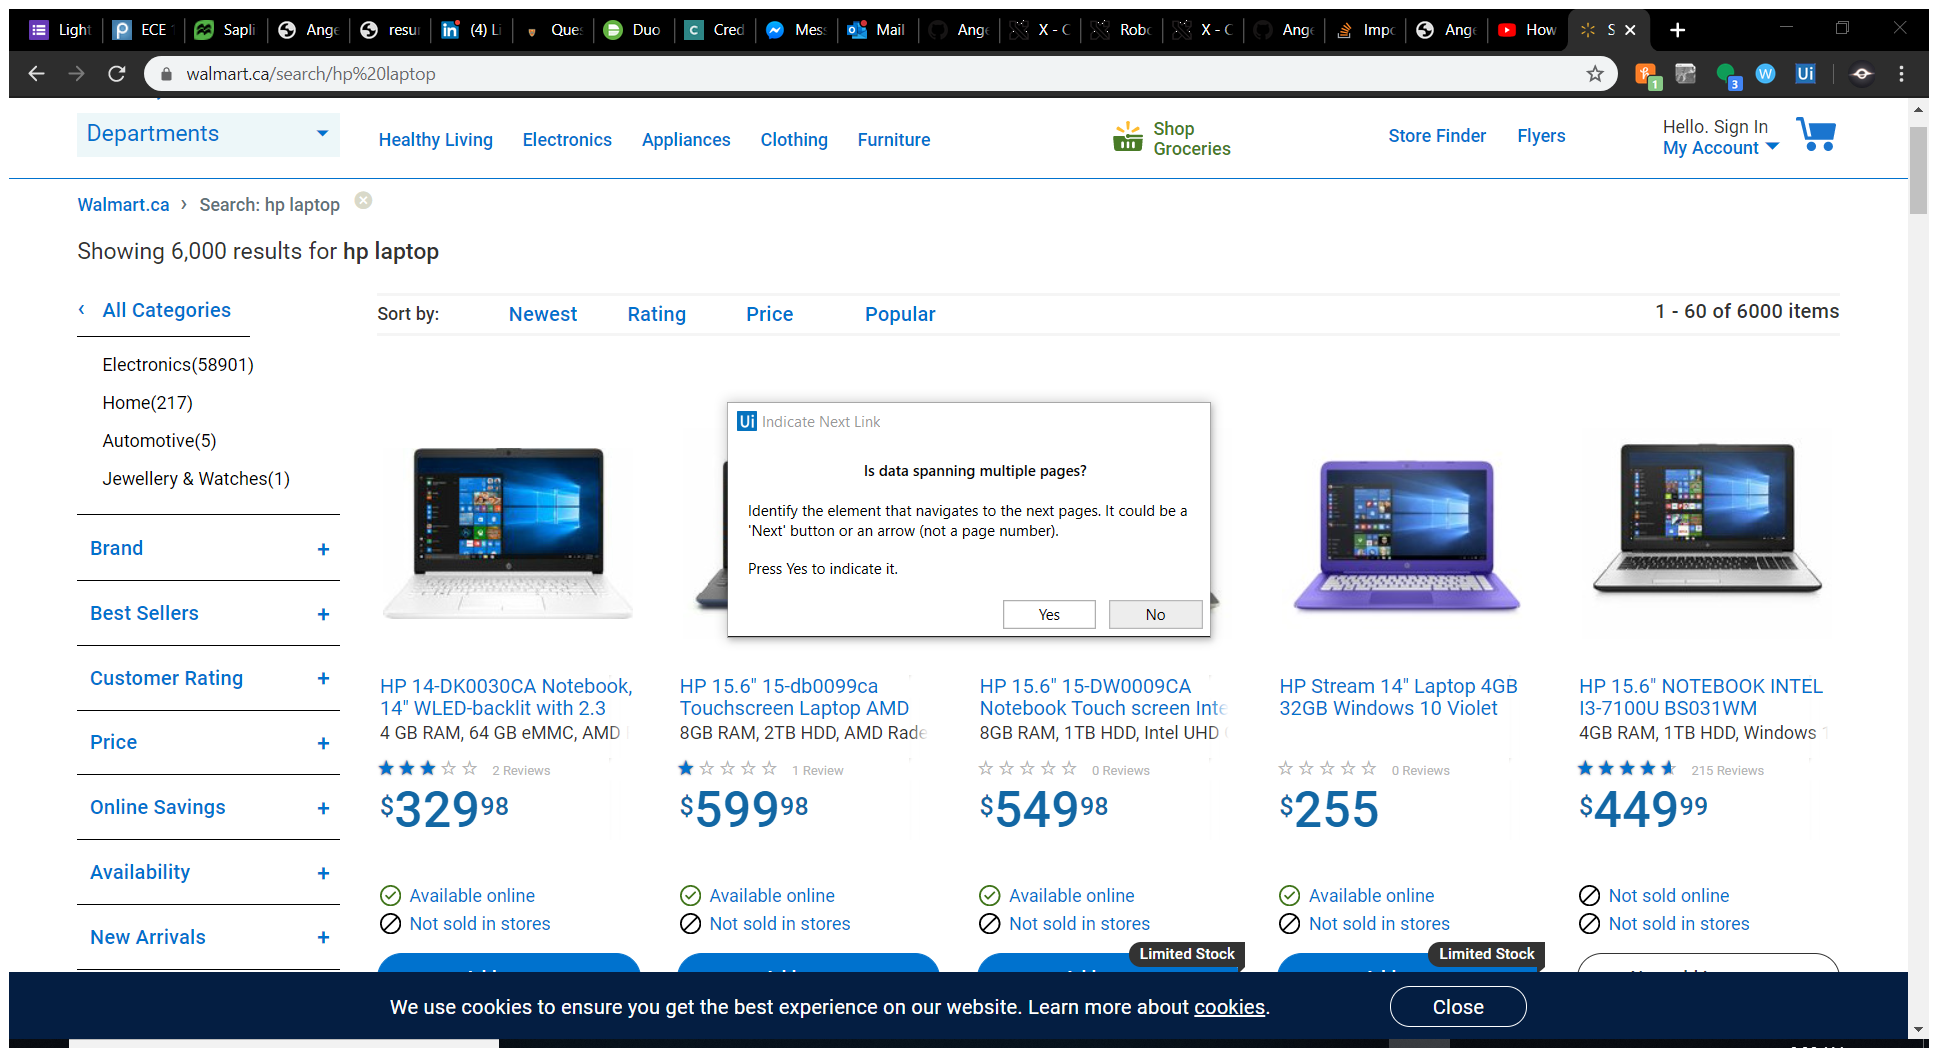 Light
ECE 1
Sapli
Ange
resu
(4) Li
Ques
Duo
Cred
Mess
Mail
Ange
X - C
Robo
X - C
Ange
Impo
Ange
How
S
walmart.ca/search/hp%20laptop
1
3
W
Ui
Departments
Healthy Living
Electronics
Appliances
Clothing
Furniture
Shop
Groceries
Store Finder
Flyers
Hello. Sign In
My Account
Walmart.ca › Search: hp laptop
Showing 6,000 results for hp laptop
‹ All Categories
Electronics(58901)
Home(217)
Automotive(5)
Jewellery & Watches(1)
Brand +
Best Sellers +
Customer Rating +
Price +
Online Savings +
Availability +
New Arrivals +
Sort by: Newest Rating Price Popular
1 - 60 of 6000 items
Ui Indicate Next Link
Is data spanning multiple pages?
Identify the element that navigates to the next pages. It could be a
'Next' button or an arrow (not a page number).
Press Yes to indicate it.
Yes
No
HP 14-DK0030CA Notebook,
14" WLED-backlit with 2.3
4 GB RAM, 64 GB eMMC, AMD
2 Reviews
$329 98
Available online
Not sold in stores
HP 15.6" 15-db0099ca
Touchscreen Laptop AMD
8GB RAM, 2TB HDD, AMD Rade
1 Review
$599 98
Available online
Not sold in stores
HP 15.6" 15-DW0009CA
Notebook Touch screen Inte
8GB RAM, 1TB HDD, Intel UHD
0 Reviews
$549 98
Available online
Not sold in stores
Limited Stock
HP Stream 14" Laptop 4GB
32GB Windows 10 Violet
0 Reviews
$255
Available online
Not sold in stores
Limited Stock
HP 15.6" NOTEBOOK INTEL
I3-7100U BS031WM
4GB RAM, 1TB HDD, Windows 1
215 Reviews
$449 99
Not sold online
Not sold in stores
We use cookies to ensure you get the best experience on our website. Learn more about cookies.
Close